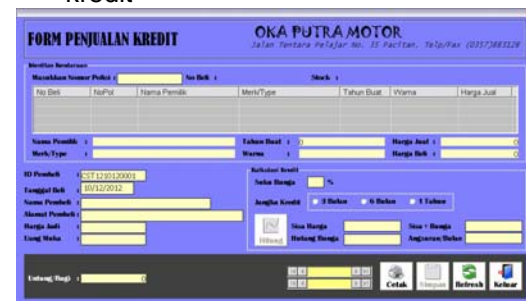 kredit
FORM PENJUALAN KREDIT
OKA PUTRA MOTOR
Jalan Tentara Pelajar No. 35 Pacitan, Telp/Fax (0357)883128
Identitas Kendaraan
Masukkan Nomor Polisi : No Beli : Stock :
No Beli NoPol Nama Pemilik Merk/Type Tahun Buat Warna Harga Jual
Nama Pemilik : Tahun Buat : 0 Harga Jual : 0
Merk/Type : Warna : Harga Beli : 0
ID Pembeli : CST1210120001
Tanggal Beli : 10/12/2012
Nama Pembeli :
Alamat Pembeli :
Harga Jadi :
Uang Muka :
Kalkulasi Kredit
Suku Bunga %
Jangka Kredit 3 Bulan 6 Bulan 1 Tahun
Hitung
Sisa Harga Sisa + Bunga
Hutang Bunga Angsuran/Bulan
Untung/Rugi : 0
Cetak Simpan Refresh Keluar